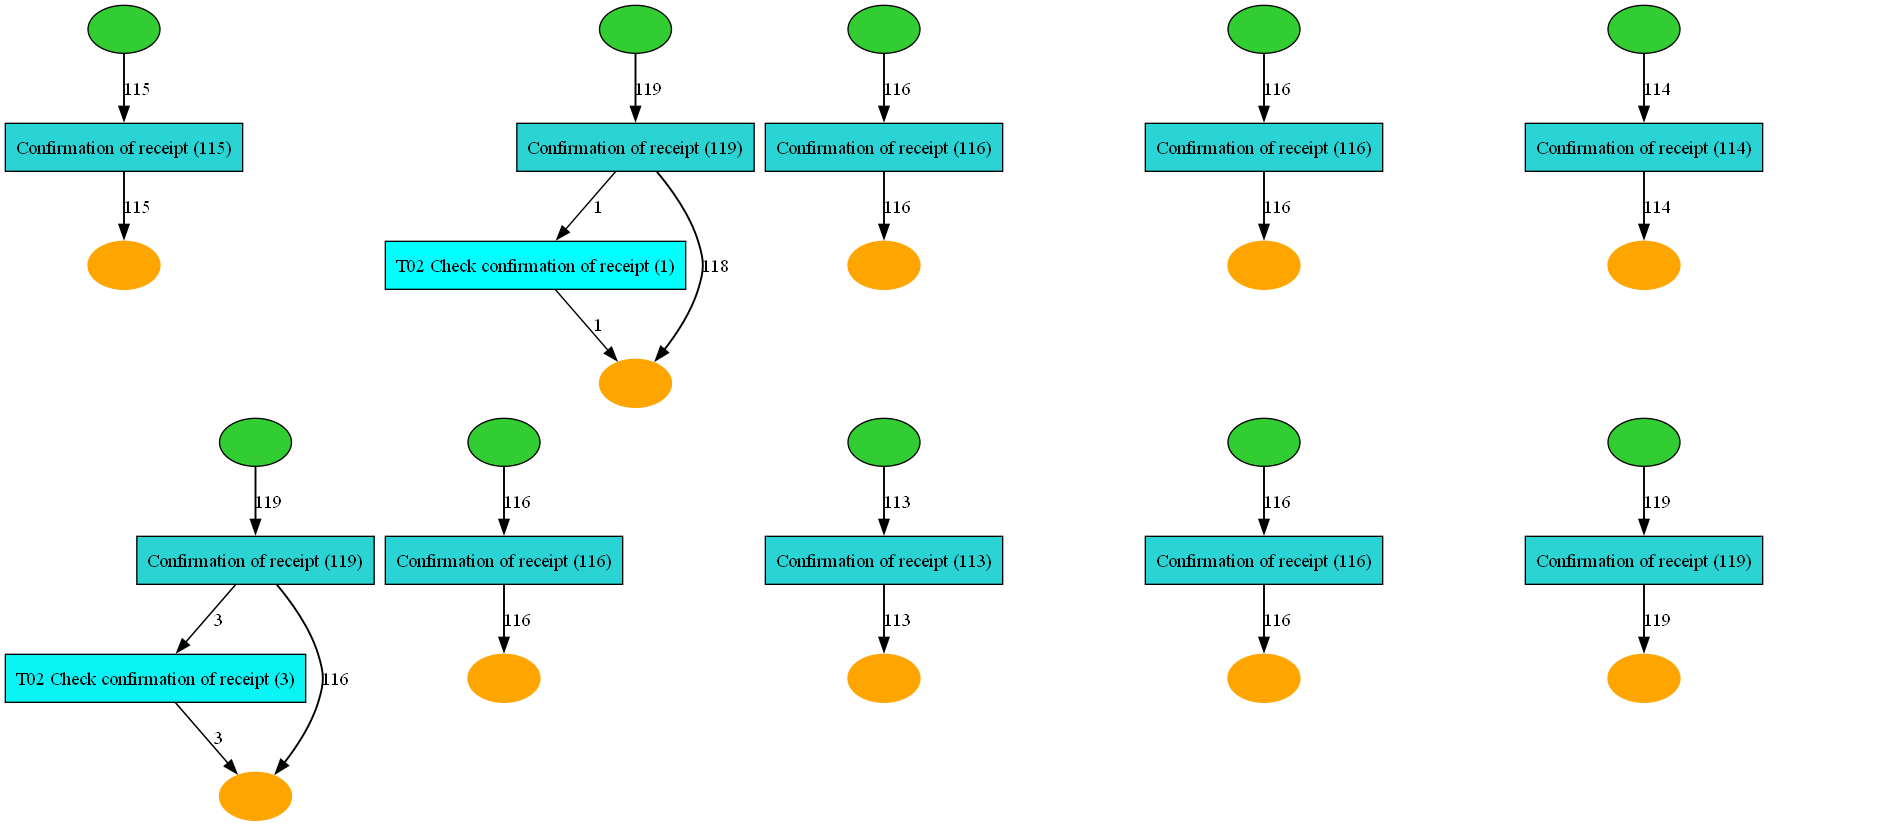 115
119
116
116
114
Confirmation of receipt (115)
Confirmation of receipt (119)
Confirmation of receipt (116)
Confirmation of receipt (116)
Confirmation of receipt (114)
115
1
116
116
114
T02 Check confirmation of receipt (1)
118
1
119
116
113
116
119
Confirmation of receipt (119)
Confirmation of receipt (116)
Confirmation of receipt (113)
Confirmation of receipt (116)
Confirmation of receipt (119)
3
116
113
116
119
T02 Check confirmation of receipt (3)
116
3